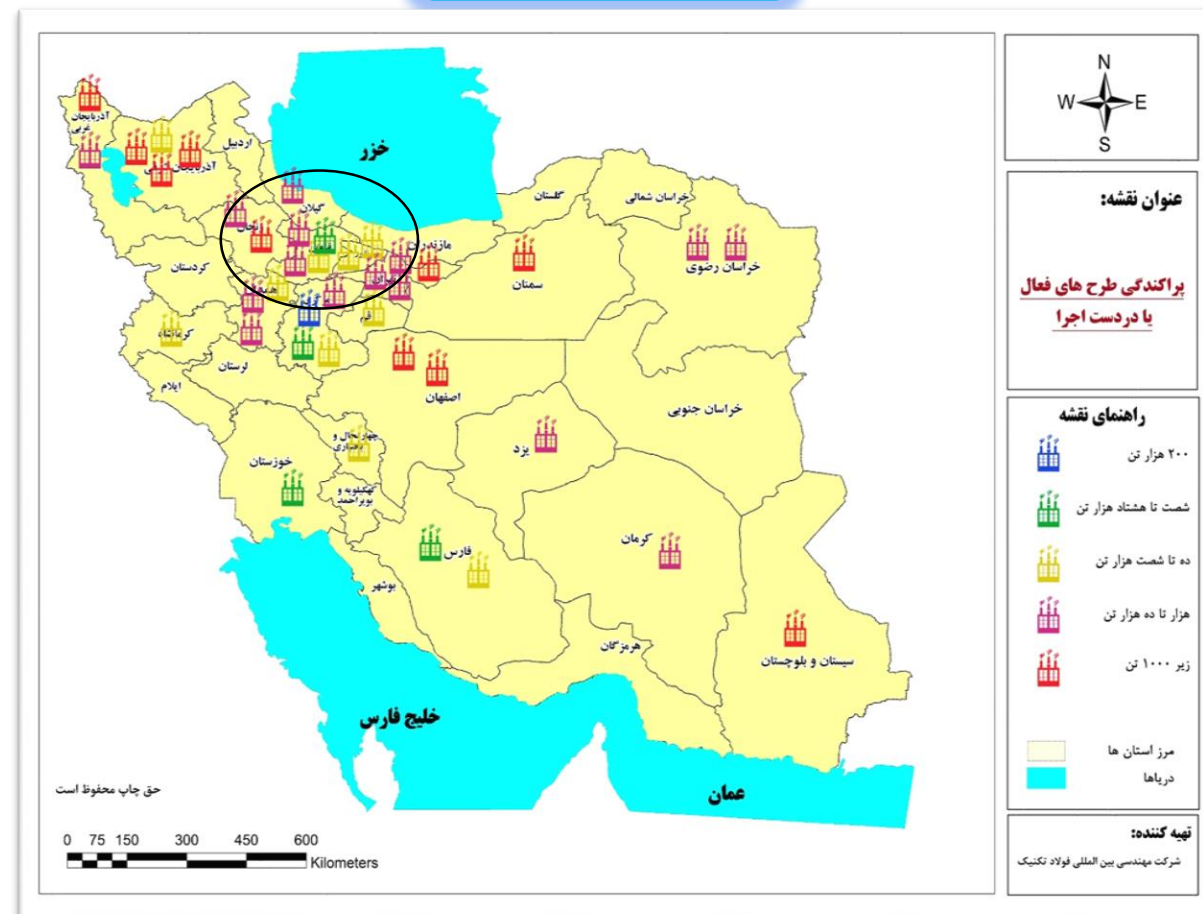 خزر
آذربایجان
غربی
اردبیل
گیلان
گلستان
خراسان شمالی
مازندران
زنجان
خراسان رضوی
کردستان
سمنان
قم
کرمانشاه
لرستان
ایلام
اصفهان
خراسان جنوبی
یزد
چهارمحال و
بختیاری
خوزستان
کهکیلویه و
بویراحمد
کرمان
فارس
بوشهر
هرمزگان
سیستان و بلوچستان
خلیج فارس
عمان
حق چاپ محفوظ است
0 75 150 300 450 600
Kilometers
N
W E
S
عنوان نقشه:
پراکندگی طرح های فعال
یا دردست اجرا
راهنمای نقشه
۲۰۰ هزار تن
شصت تا هشتاد هزار تن
ده تا شصت هزار تن
هزار تا ده هزار تن
زیر ۱۰۰۰ تن
مرز استان ها
دریاها
تهیه کننده:
شرکت مهندسی بین المللی فولاد تکنیک